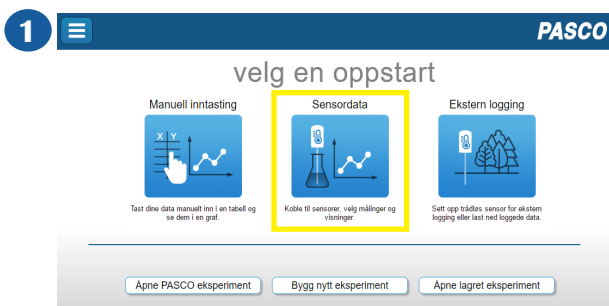 1
PASCO
velg en oppstart
Manuell inntasting
X Y
Tast dine data manuelt inn i en tabell og
se dem i en graf.
Sensordata
Koble til sensorer, velg målinger og
visninger.
Ekstern logging
Sett opp trådløs sensor for ekstern
logging eller last ned loggede data.
Åpne PASCO eksperiment
Bygg nytt eksperiment
Åpne lagret eksperiment